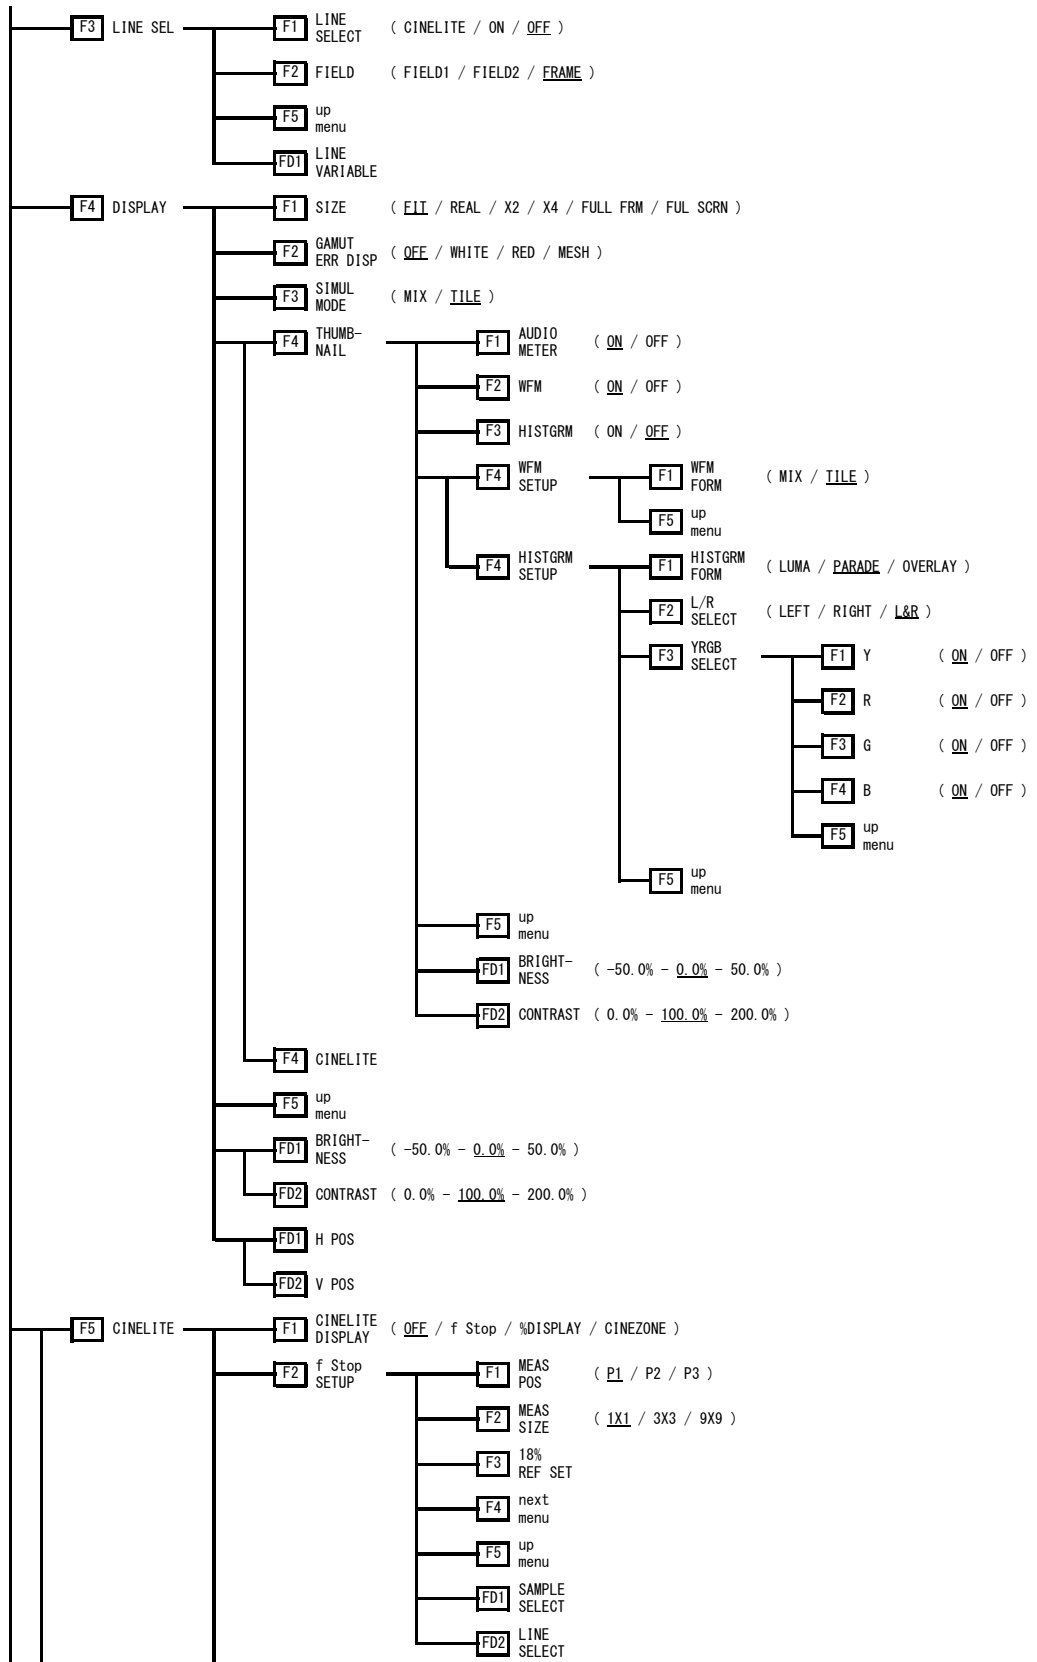 F3 LINE SEL F1 LINE SELECT ( CINELITE / ON / OFF )
F2 FIELD ( FIELD1 / FIELD2 / FRAME )
F5 up menu
FD1 LINE VARIABLE
F4 DISPLAY F1 SIZE ( FIT / REAL / X2 / X4 / FULL FRM / FUL SCRN )
F2 GAMUT ERR DISP ( OFF / WHITE / RED / MESH )
F3 SIMUL MODE ( MIX / TILE )
F4 THUMB-NAIL F1 AUDIO METER ( ON / OFF )
F2 WFM ( ON / OFF )
F3 HISTGRM ( ON / OFF )
F4 WFM SETUP F1 WFM FORM ( MIX / TILE )
F5 up menu
F4 HISTGRM SETUP F1 HISTGRM FORM ( LUMA / PARADE / OVERLAY )
F2 L/R SELECT ( LEFT / RIGHT / L&R )
F3 YRGB SELECT F1 Y ( ON / OFF )
F2 R ( ON / OFF )
F3 G ( ON / OFF )
F4 B ( ON / OFF )
F5 up menu
F5 up menu
F5 up menu
FD1 BRIGHT-NESS ( -50.0% - 0.0% - 50.0% )
FD2 CONTRAST ( 0.0% - 100.0% - 200.0% )
F4 CINELITE
F5 up menu
FD1 BRIGHT-NESS ( -50.0% - 0.0% - 50.0% )
FD2 CONTRAST ( 0.0% - 100.0% - 200.0% )
FD1 H POS
FD2 V POS
F5 CINELITE F1 CINELITE DISPLAY ( OFF / f Stop / %DISPLAY / CINEZONE )
F2 f Stop SETUP F1 MEAS POS ( P1 / P2 / P3 )
F2 MEAS SIZE ( 1X1 / 3X3 / 9X9 )
F3 18% REF SET
F4 next menu
F5 up menu
FD1 SAMPLE SELECT
FD2 LINE SELECT